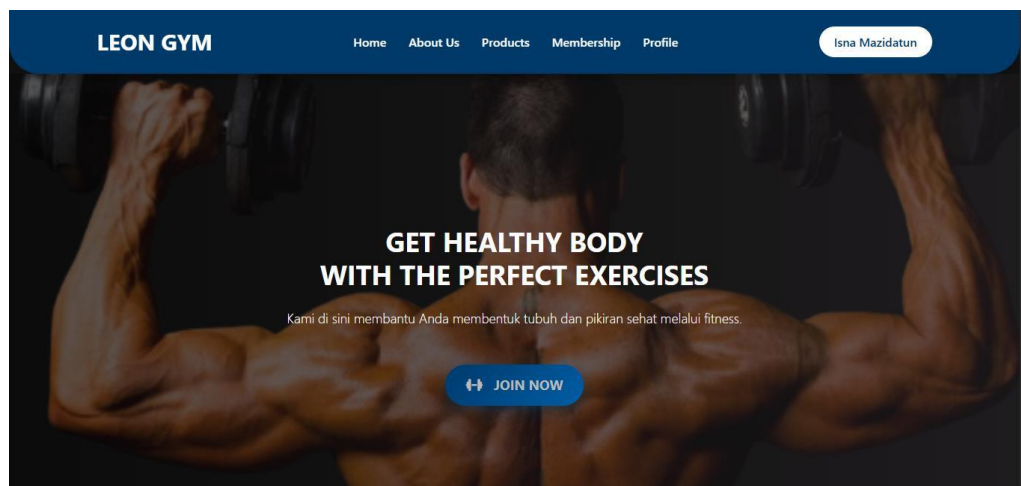 LEON GYM
Home About Us Products Membership Profile
Isna Mazidatun
GET HEALTHY BODY
WITH THE PERFECT EXERCISES
Kami di sini membantu Anda membentuk tubuh dan pikiran sehat melalui fitness.
JOIN NOW